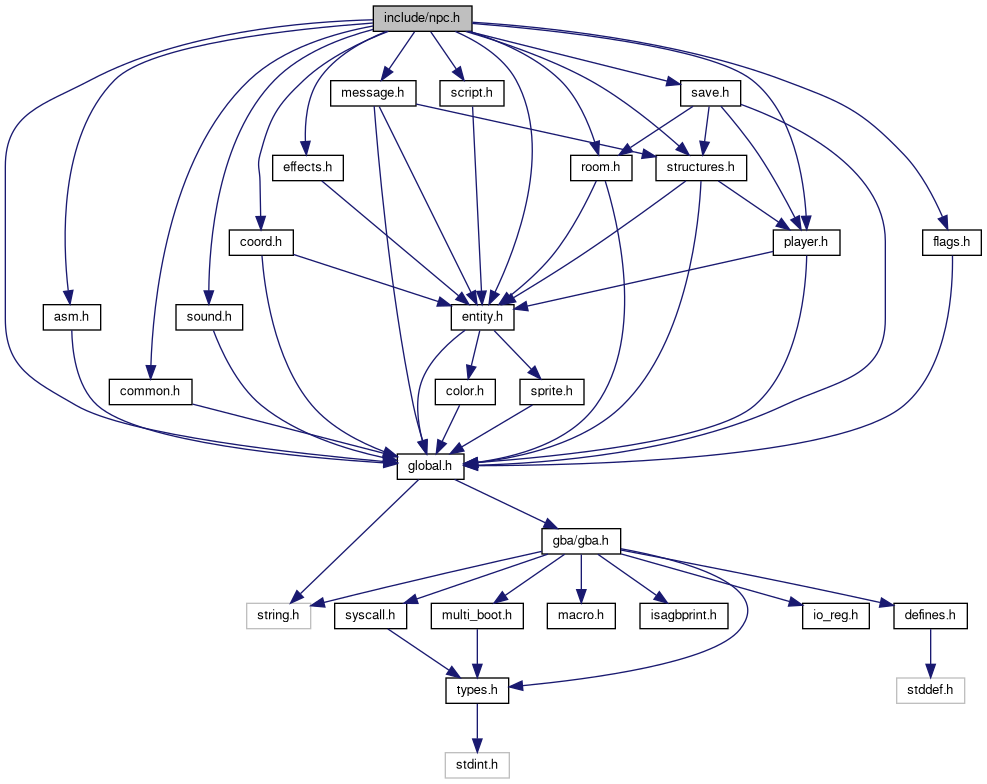 include/npc.h
message.h
script.h
save.h
effects.h
room.h
structures.h
coord.h
player.h
flags.h
asm.h
sound.h
entity.h
common.h
color.h
sprite.h
global.h
gba/gba.h
string.h
syscall.h
multi_boot.h
macro.h
isagbprint.h
io_reg.h
defines.h
types.h
stddef.h
stdint.h